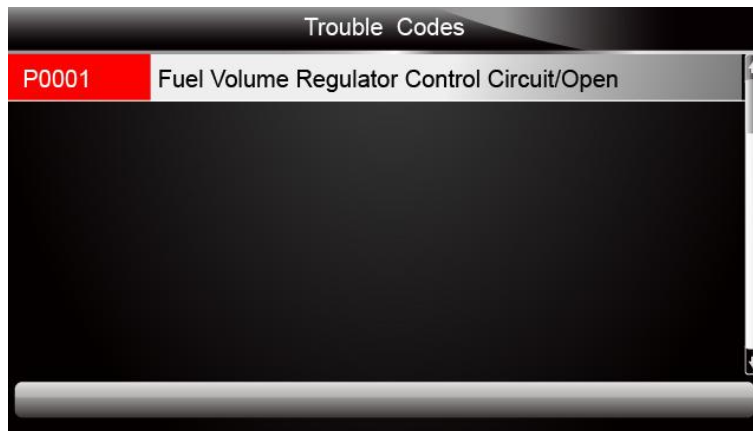 Trouble Codes
P0001 Fuel Volume Regulator Control Circuit/Open